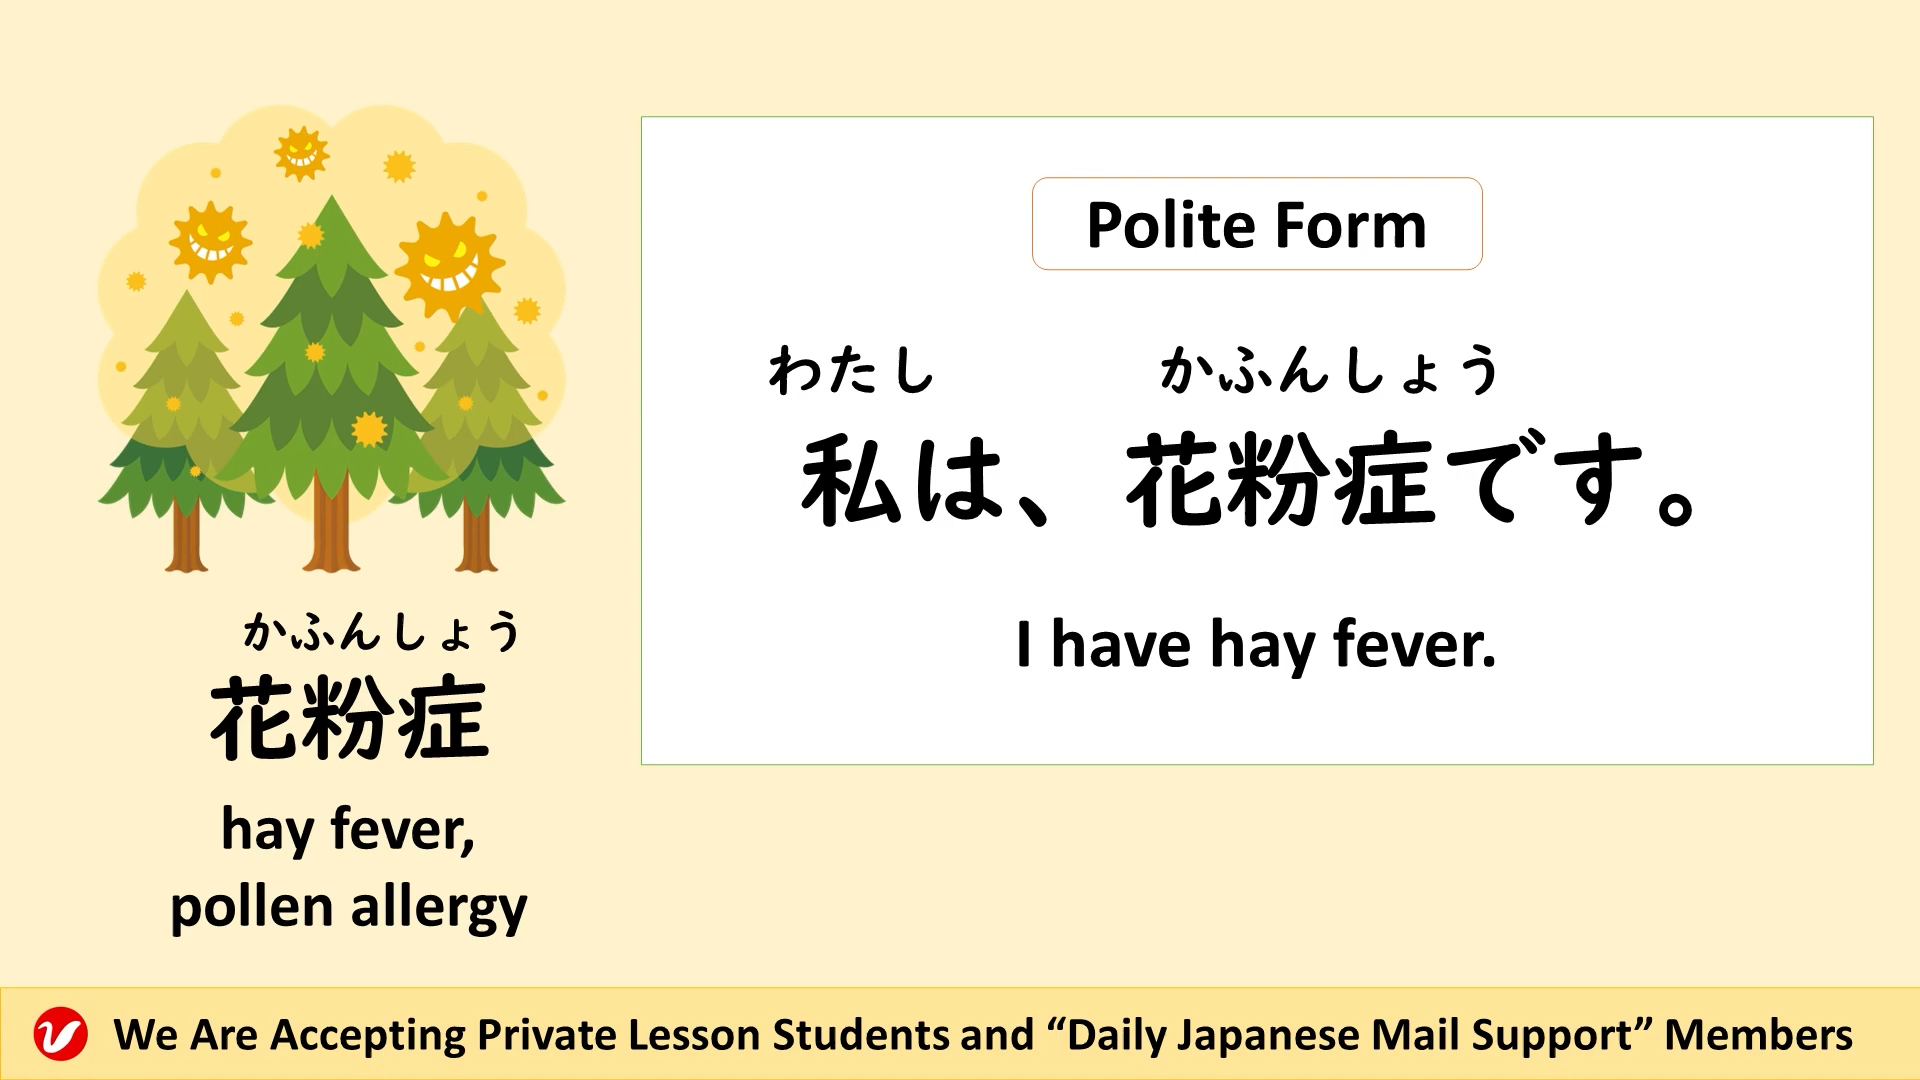 かふんしょう
花粉症
hay fever,
pollen allergy
Polite Form
わたし かふんしょう
私は、花粉症です。
I have hay fever.
We Are Accepting Private Lesson Students and “Daily Japanese Mail Support” Members